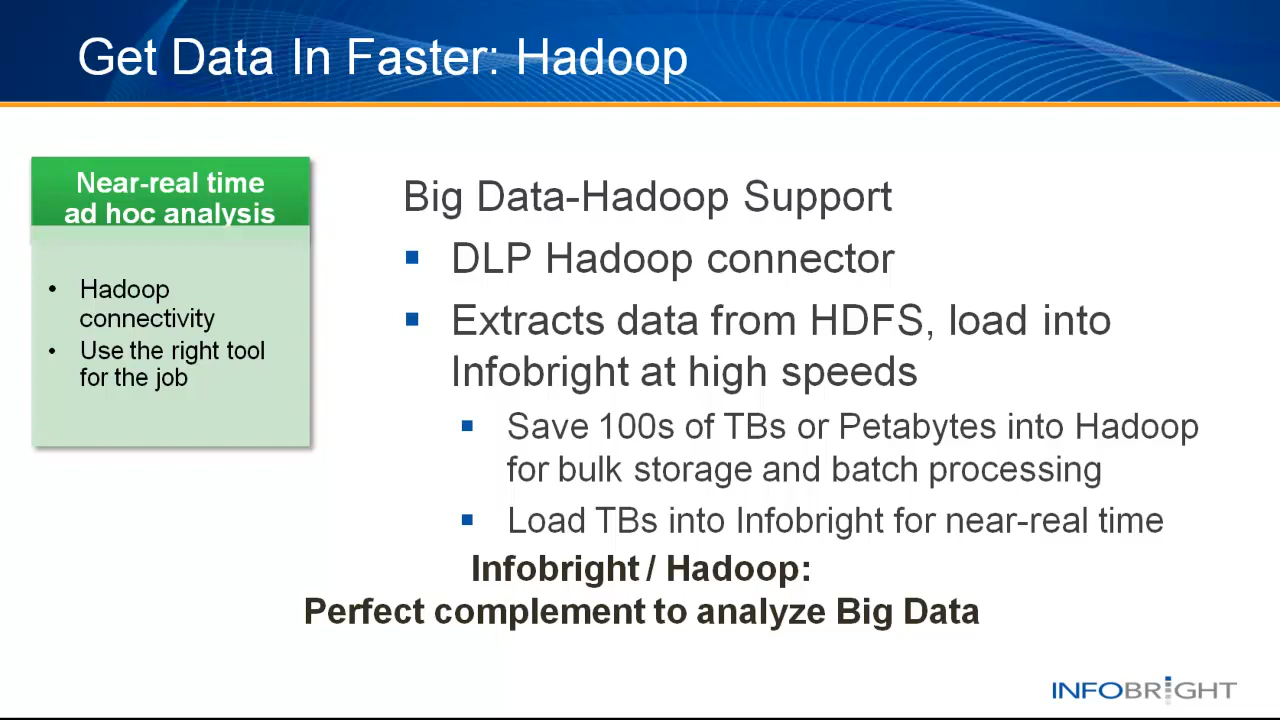 Get Data In Faster: Hadoop
Near-real time
ad hoc analysis
• Hadoop
connectivity
• Use the right tool
for the job
Big Data-Hadoop Support
▪ DLP Hadoop connector
▪ Extracts data from HDFS, load into
Infobright at high speeds
▪ Save 100s of TBs or Petabytes into Hadoop
for bulk storage and batch processing
▪ Load TBs into Infobright for near-real time
Infobright / Hadoop:
Perfect complement to analyze Big Data
INFOBRIGHT